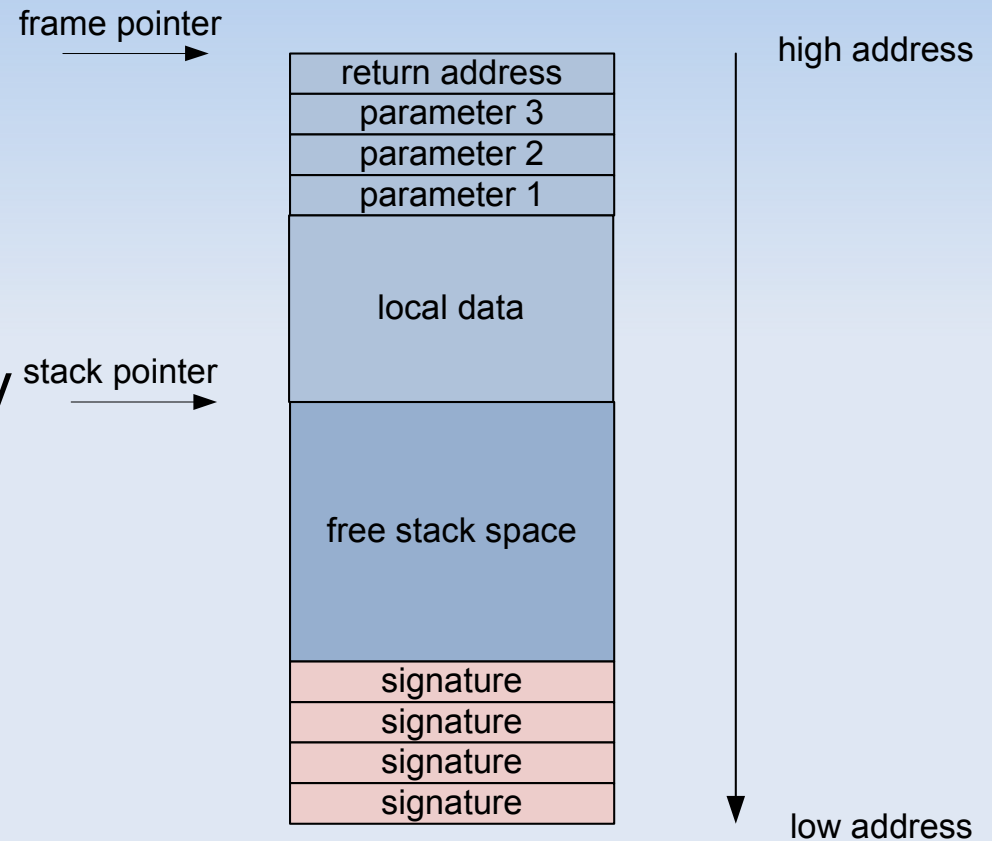 frame pointer
high address
return address
parameter 3
parameter 2
parameter 1
local data
y stack pointer
free stack space
signature
signature
signature
signature
low address